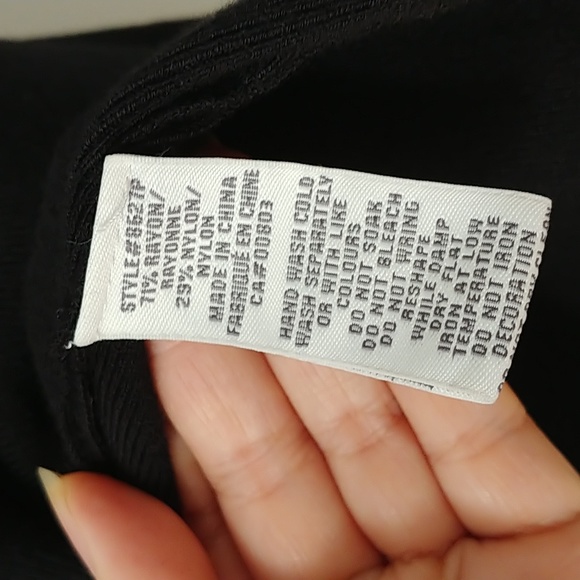 STYLE#8627P
71% RAYON/
RAYONNE
29% NYLON/
NYLON
MADE IN CHINA
FABRIQUE EN CHINE
CA#00803
HAND WASH COLD
WASH SEPARATELY
OR WITH LIKE
COLOURS
DO NOT SOAK
DO NOT BLEACH
DO NOT WRING
RESHAPE
WHILE DAMP
DRY FLAT
IRON AT LOW
TEMPERATURE
DO NOT IRON
DECORATION